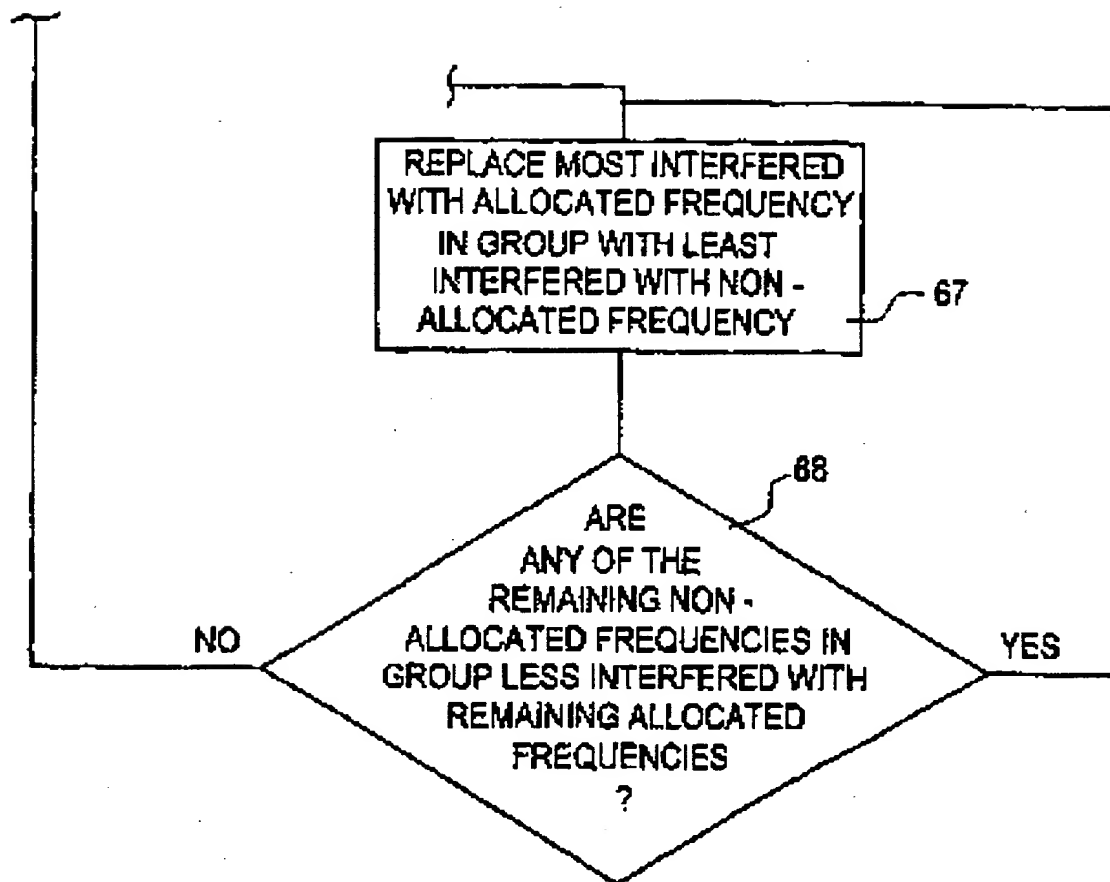 REPLACE MOST INTERFERED
WITH ALLOCATED FREQUENCY
IN GROUP WITH LEAST
INTERFERED WITH NON -
ALLOCATED FREQUENCY
67
68
ARE
ANY OF THE
REMAINING NON -
ALLOCATED FREQUENCIES IN
GROUP LESS INTERFERED WITH
REMAINING ALLOCATED
FREQUENCIES
?
NO
YES